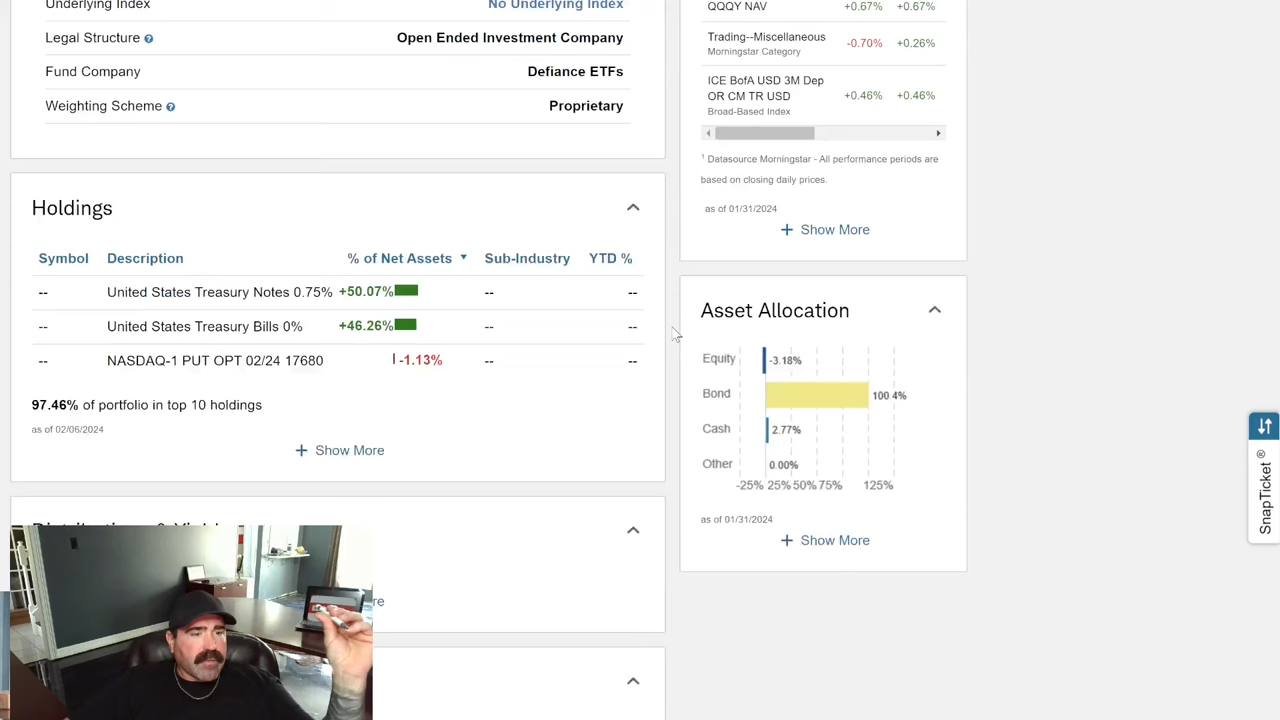 Underlying Index No Underlying Index
Legal Structure Open Ended Investment Company
Fund Company Defiance ETFs
Weighting Scheme Proprietary
Holdings
Symbol Description % of Net Assets Sub-Industry YTD %
-- United States Treasury Notes 0.75% +50.07% -- --
-- United States Treasury Bills 0% +46.26% -- --
-- NASDAQ-1 PUT OPT 02/24 17680 -1.13% -- --
97.46% of portfolio in top 10 holdings
as of 02/06/2024
+ Show More
QQQY NAV +0.67% +0.67%
Trading--Miscellaneous -0.70% +0.26%
Morningstar Category
ICE BofA USD 3M Dep
OR CM TR USD +0.46% +0.46%
Broad-Based Index
1 Datasource Morningstar - All performance periods are
based on closing daily prices.
as of 01/31/2024
+ Show More
Asset Allocation
Equity -3.18%
Bond 100.4%
Cash 2.77%
Other 0.00%
-25% 25% 50% 75% 125%
as of 01/31/2024
+ Show More
SnapTicket ®